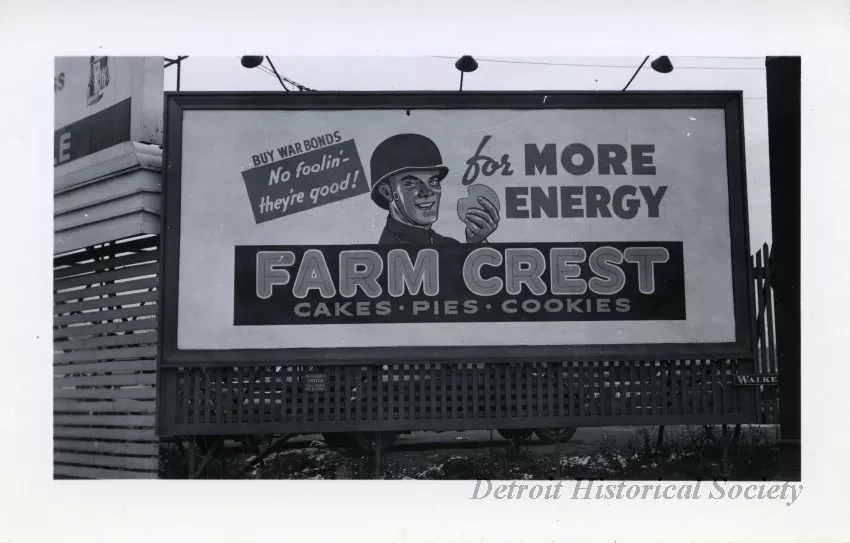 BUY WAR BONDS
No foolin'-
they're good!
for MORE
ENERGY
FARM CREST
CAKES · PIES · COOKIES
WALKE
E
Detroit Historical Society